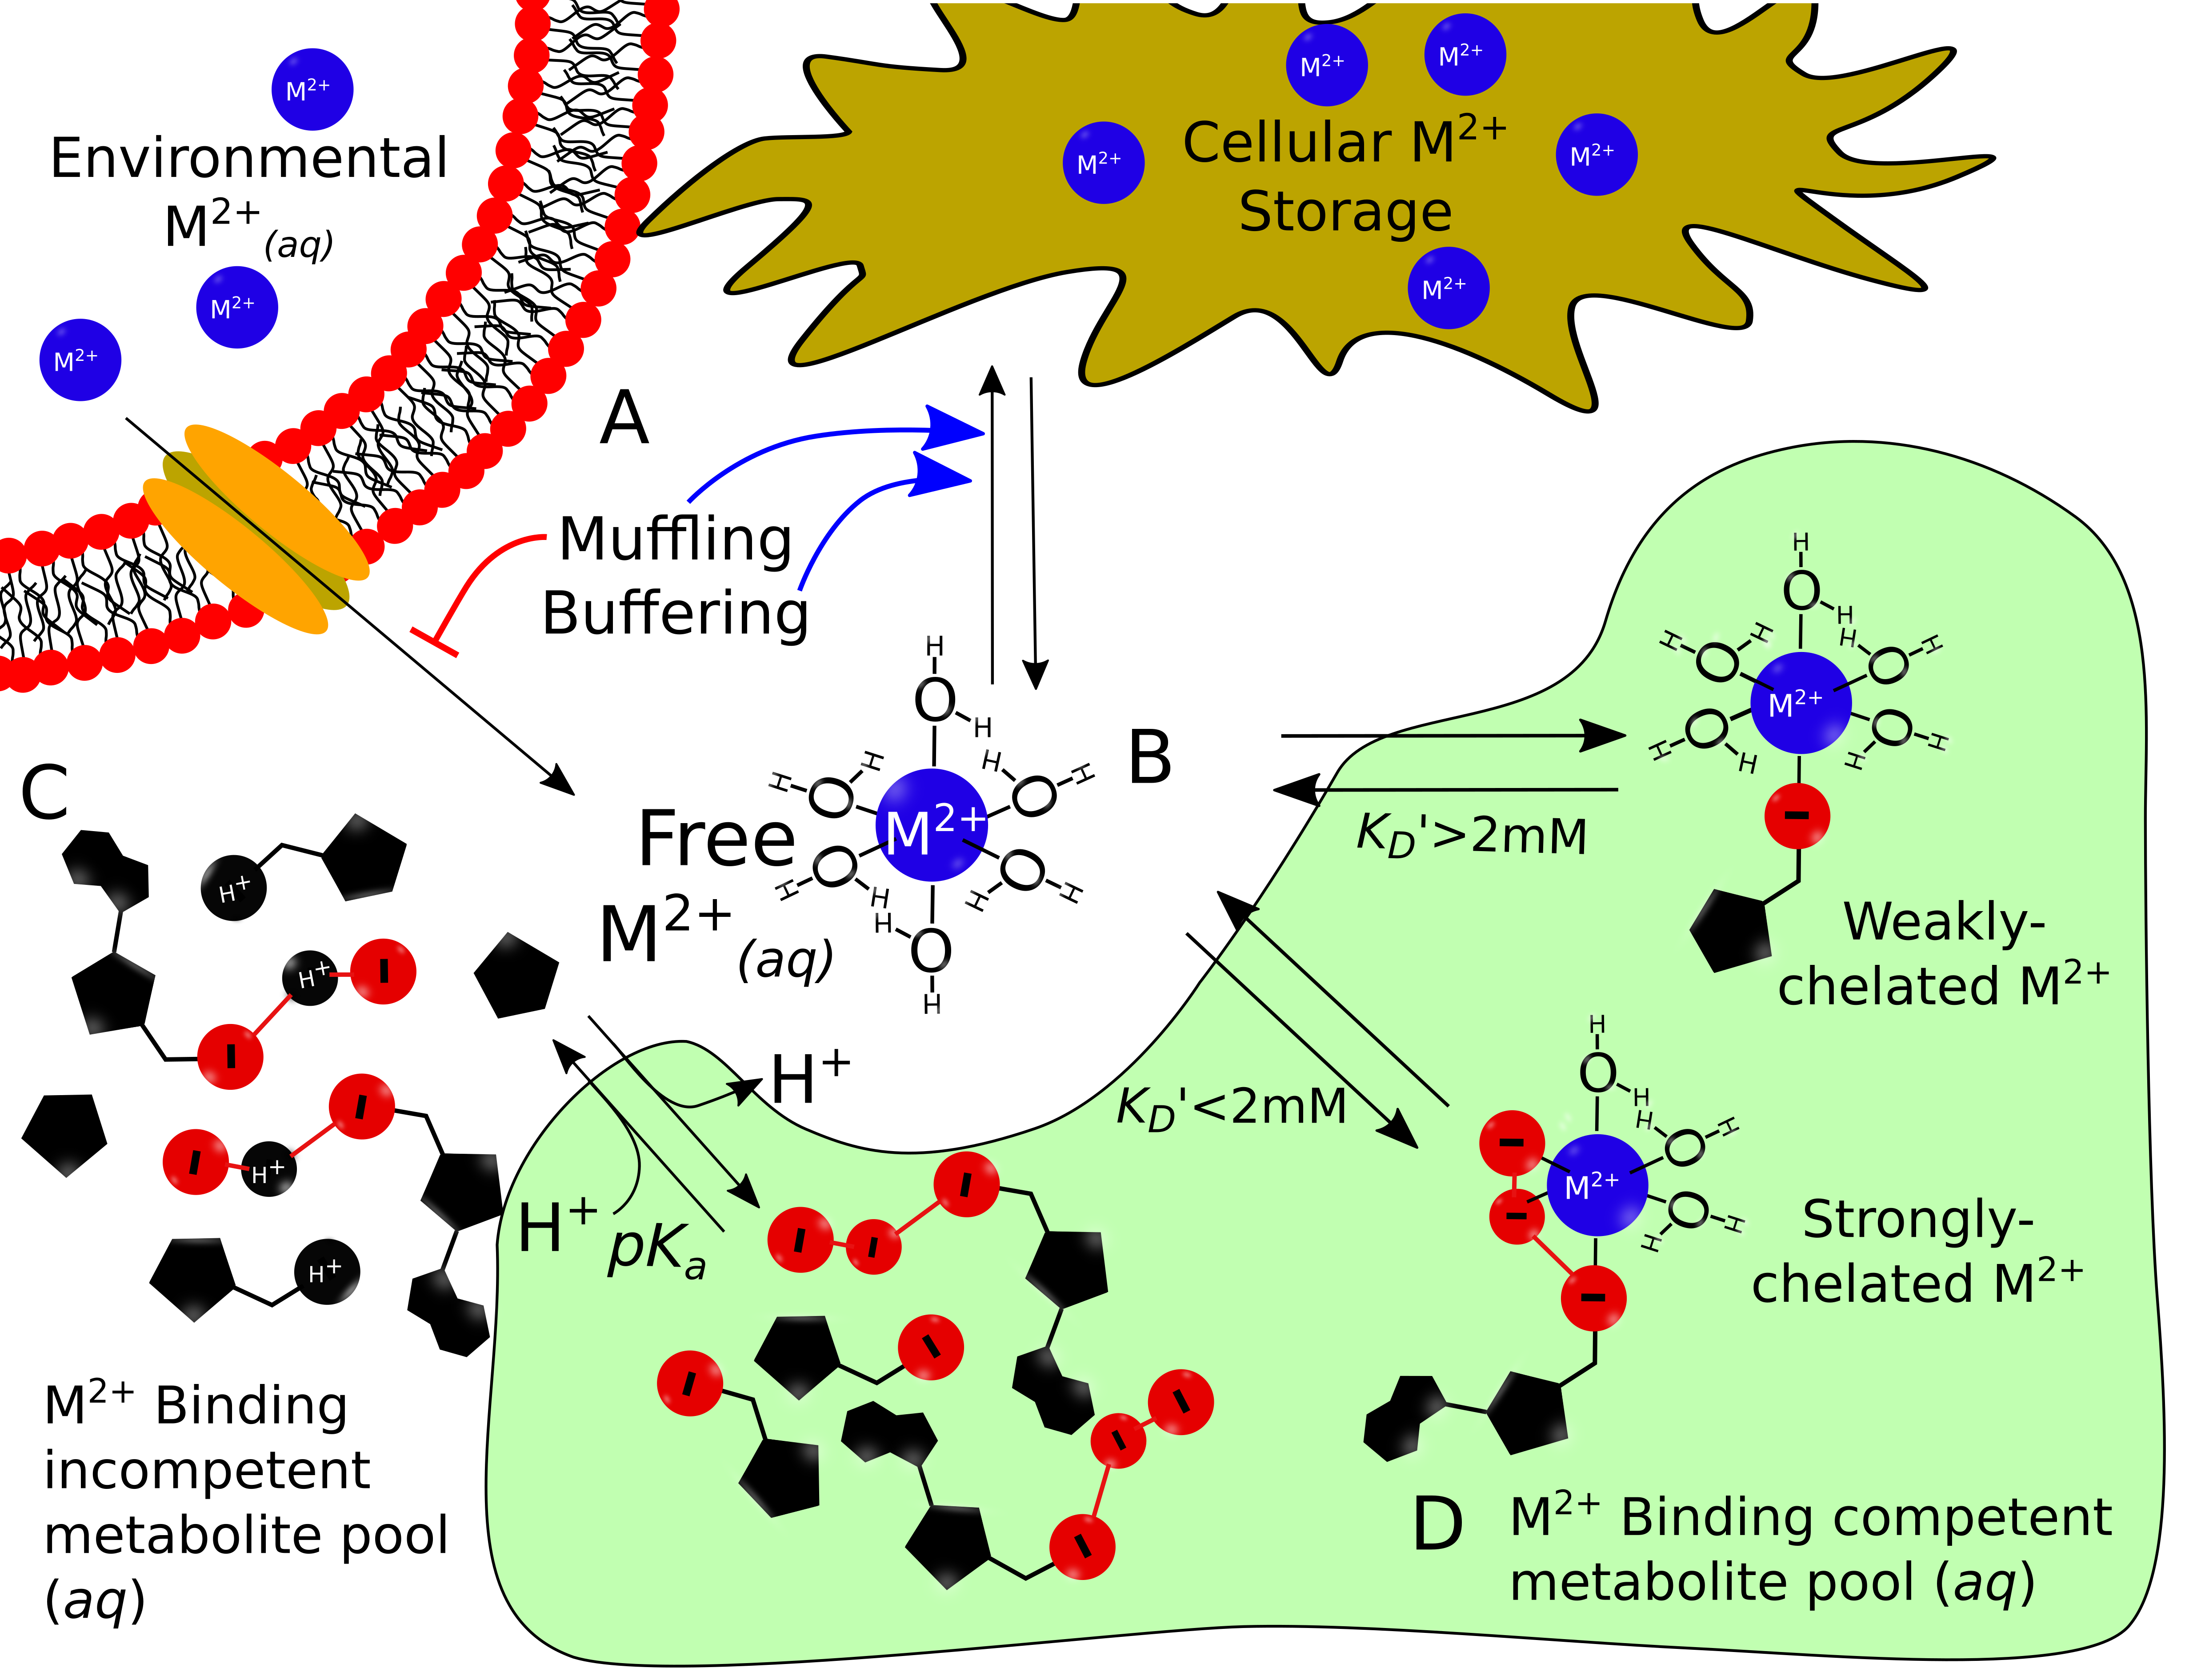 M²⁺
Environmental
M²⁺(aq)
M²⁺
M²⁺
M²⁺
M²⁺
M²⁺
Cellular M²⁺
Storage
M²⁺
M²⁺
A
Muffling
Buffering
B
Free
M²⁺(aq)
M²⁺
O
H
H
O
H
H
O
H
H
O
H
H
O
H
H
O
H
H
K_D'>2mM
M²⁺
O
H
H
O
H
H
O
H
H
O
H
H
O
H
H
−
Weakly-
chelated M²⁺
K_D'<2mM
M²⁺
O
H
H
O
H
H
O
H
H
−
−
−
Strongly-
chelated M²⁺
C
H⁺
H⁺
−
−
−
−
H⁺
H⁺
M²⁺ Binding
incompetent
metabolite pool
(aq)
H⁺
H⁺
pKₐ
−
−
−
−
−
−
−
−
D
M²⁺ Binding competent
metabolite pool (aq)